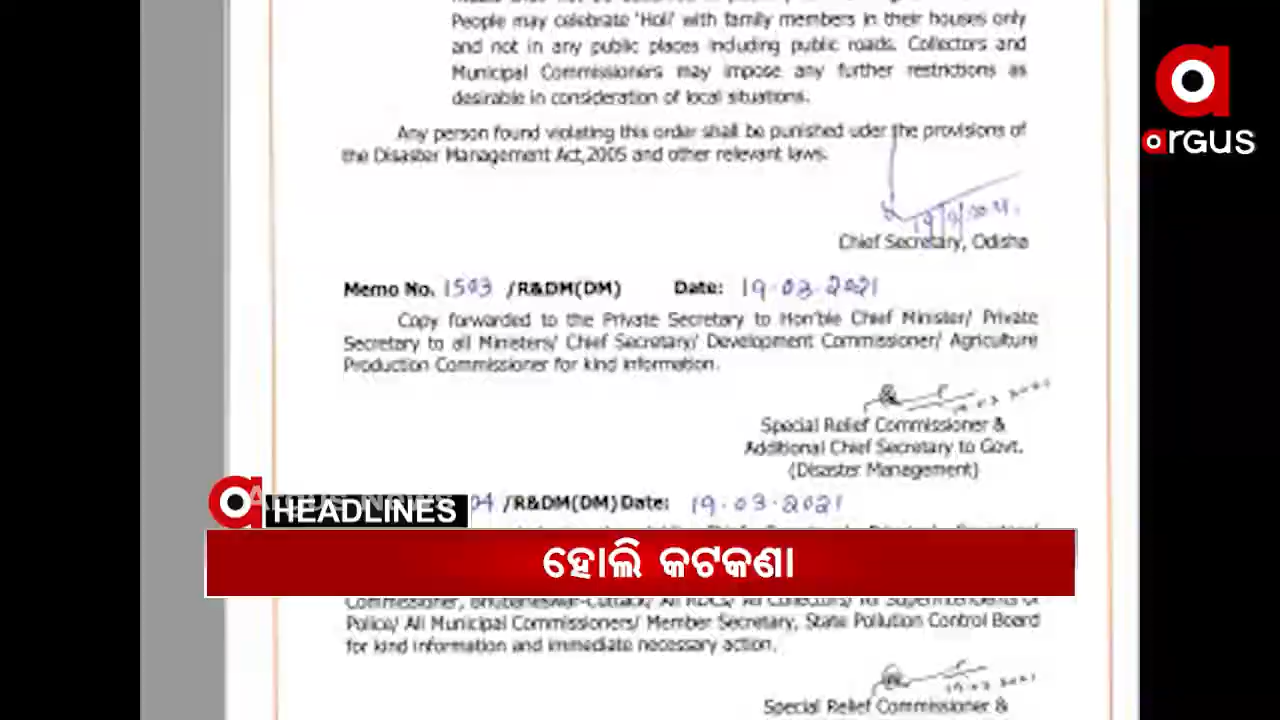 People may celebrate 'Holi' with family members in their houses only
and not in any public places including public roads. Collectors and
Municipal Commissioners may impose any further restrictions as
desirable in consideration of local situations.
Any person found violating this order shall be punished uder the provisions of
the Disaster Management Act,2005 and other relevant laws.
Chief Secretary, Odisha
Memo No. 1503 /R&DM(DM) Date: 19.03.2021
Copy forwarded to the Private Secretary to Hon'ble Chief Minister/ Private
Secretary to all Ministers/ Chief Secretary/ Development Commissioner/ Agriculture
Production Commissioner for kind information.
Special Relief Commissioner &
Additional Chief Secretary to Govt.
(Disaster Management)
04 /R&DM(DM) Date: 19.03.2021
HEADLINES
ହୋଲି କଟକଣା
Commissioner, Bhubaneswar-Cuttack/ All RDCs/ All Collectors/ All Superintendents of
Police/ All Municipal Commissioners/ Member Secretary, State Pollution Control Board
for kind information and immediate necessary action.
19.03.2021
Special Relief Commissioner &
argus